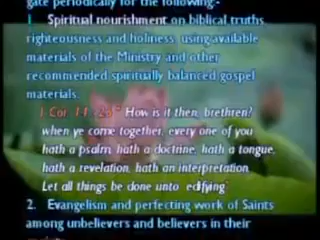 gate periodically for the following:-
1. Spiritual nourishment on biblical truths,
righteousness and holiness, using available
materials of the Ministry and other
recommended spiritually balanced gospel
materials.
1 Cor. 14 :26 " How is it then, brethren?
when ye come together, every one of you
hath a psalm, hath a doctrine, hath a tongue,
hath a revelation, hath an interpretation.
Let all things be done unto edifying"
2. Evangelism and perfecting work of Saints
among unbelievers and believers in their